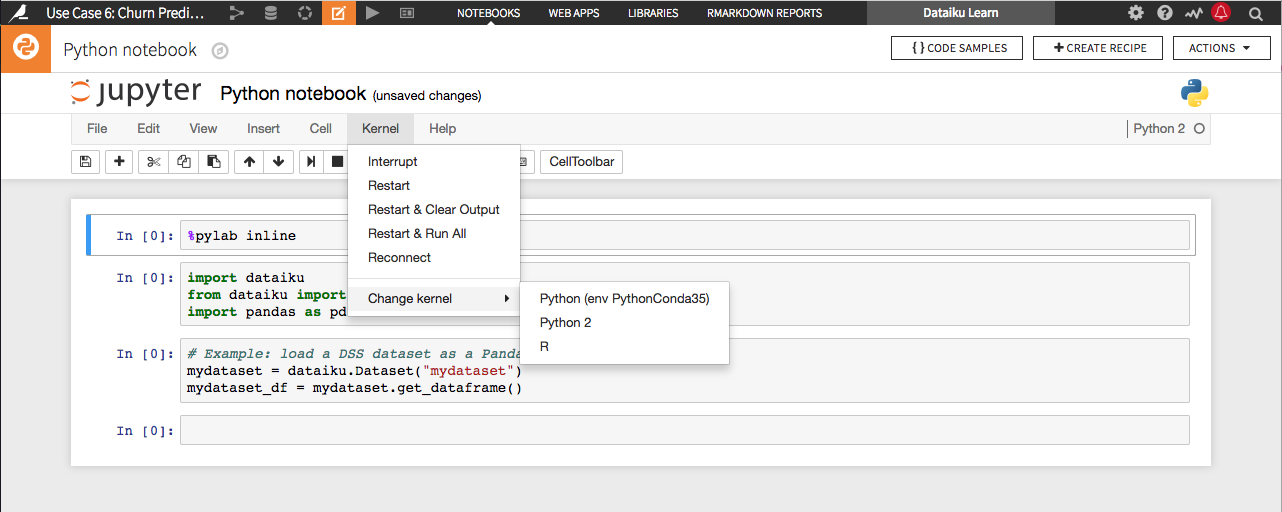 Use Case 6: Churn Predi... NOTEBOOKS WEB APPS LIBRARIES RMARKDOWN REPORTS Dataiku Learn
Python notebook { } CODE SAMPLES + CREATE RECIPE ACTIONS
jupyter Python notebook (unsaved changes)
File Edit View Insert Cell Kernel Help Python 2
CellToolbar
Interrupt
Restart
Restart & Clear Output
Restart & Run All
Reconnect
Change kernel
Python (env PythonConda35)
Python 2
R
In [0]: %pylab inline
In [0]: import dataiku
from dataiku import
import pandas as pd
In [0]: # Example: load a DSS dataset as a
mydataset = dataiku.Dataset("mydataset")
mydataset_df = mydataset.get_dataframe()
In [0]: